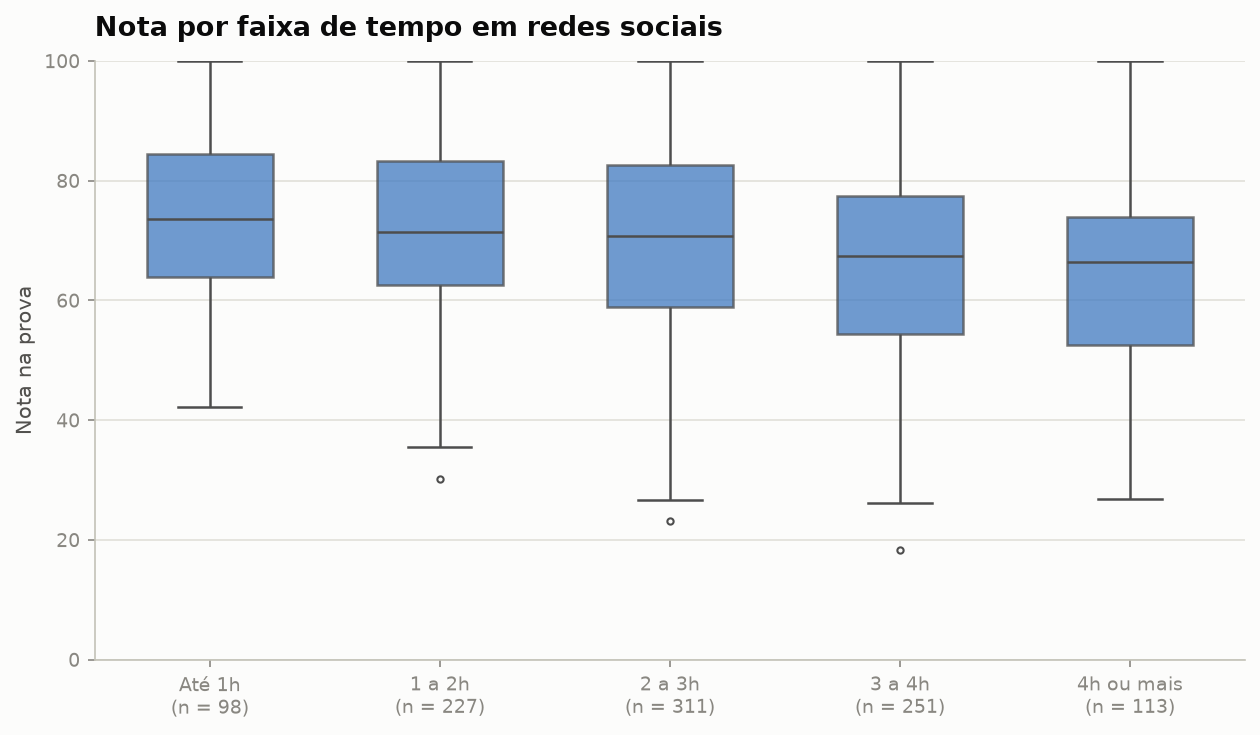 Nota por faixa de tempo em redes sociais
Nota na prova
100
80
60
40
20
0
Até 1h
(n = 98)
1 a 2h
(n = 227)
2 a 3h
(n = 311)
3 a 4h
(n = 251)
4h ou mais
(n = 113)